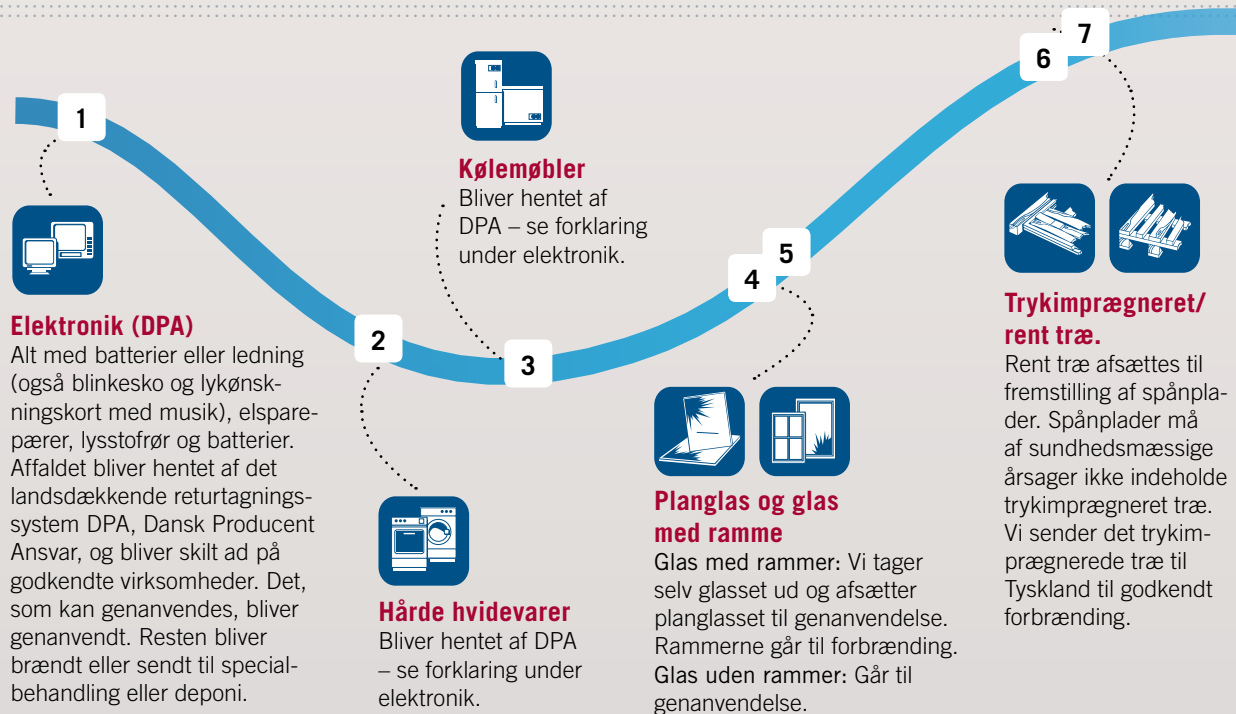 1
Elektronik (DPA)
Alt med batterier eller ledning
(også blinkesko og lykønsk-
ningskort med musik), elspare-
pærer, lysstofrør og batterier.
Affaldet bliver hentet af det
landsdækkende returtagnings-
system DPA, Dansk Producent
Ansvar, og bliver skilt ad på
godkendte virksomheder. Det,
som kan genanvendes, bliver
genanvendt. Resten bliver
brændt eller sendt til special-
behandling eller deponi.
2
Hårde hvidevarer
Bliver hentet af DPA
– se forklaring under
elektronik.
Kølemøbler
Bliver hentet af
DPA – se forklaring
under elektronik.
3
4
5
Planglas og glas
med ramme
Glas med rammer: Vi tager
selv glasset ud og afsætter
planglasset til genanvendelse.
Rammerne går til forbrænding.
Glas uden rammer: Går til
genanvendelse.
6
7
Trykimprægneret/
rent træ.
Rent træ afsættes til
fremstilling af spånpla-
der. Spånplader må
af sundhedsmæssige
årsager ikke indeholde
trykimprægneret træ.
Vi sender det trykim-
prægnerede træ til
Tyskland til godkendt
forbrænding.